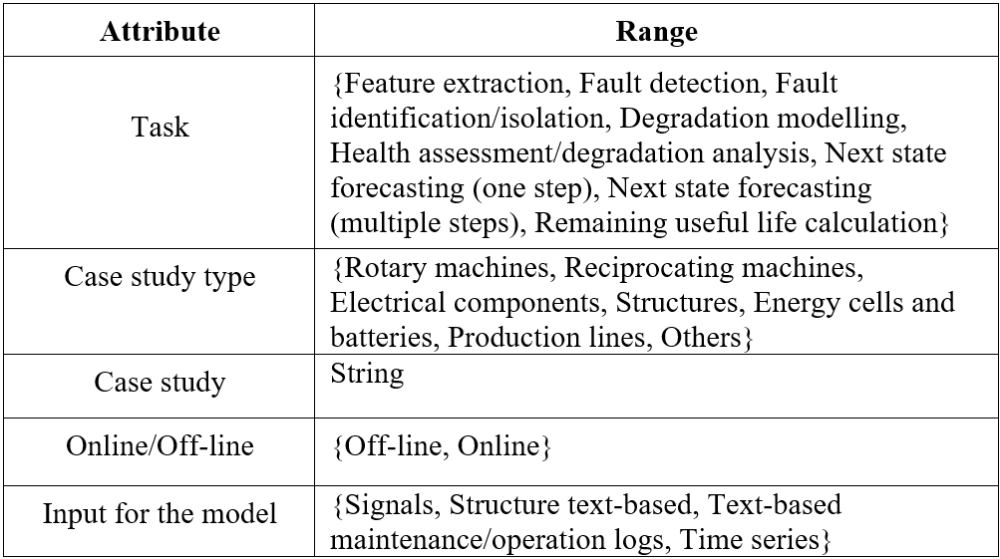 Attribute Range
Task
{Feature extraction, Fault detection, Fault
identification/isolation, Degradation modelling,
Health assessment/degradation analysis, Next state
forecasting (one step), Next state forecasting
(multiple steps), Remaining useful life calculation}
Case study type
{Rotary machines, Reciprocating machines,
Electrical components, Structures, Energy cells and
batteries, Production lines, Others}
Case study
String
Online/Off-line
{Off-line, Online}
Input for the model
{Signals, Structure text-based, Text-based
maintenance/operation logs, Time series}